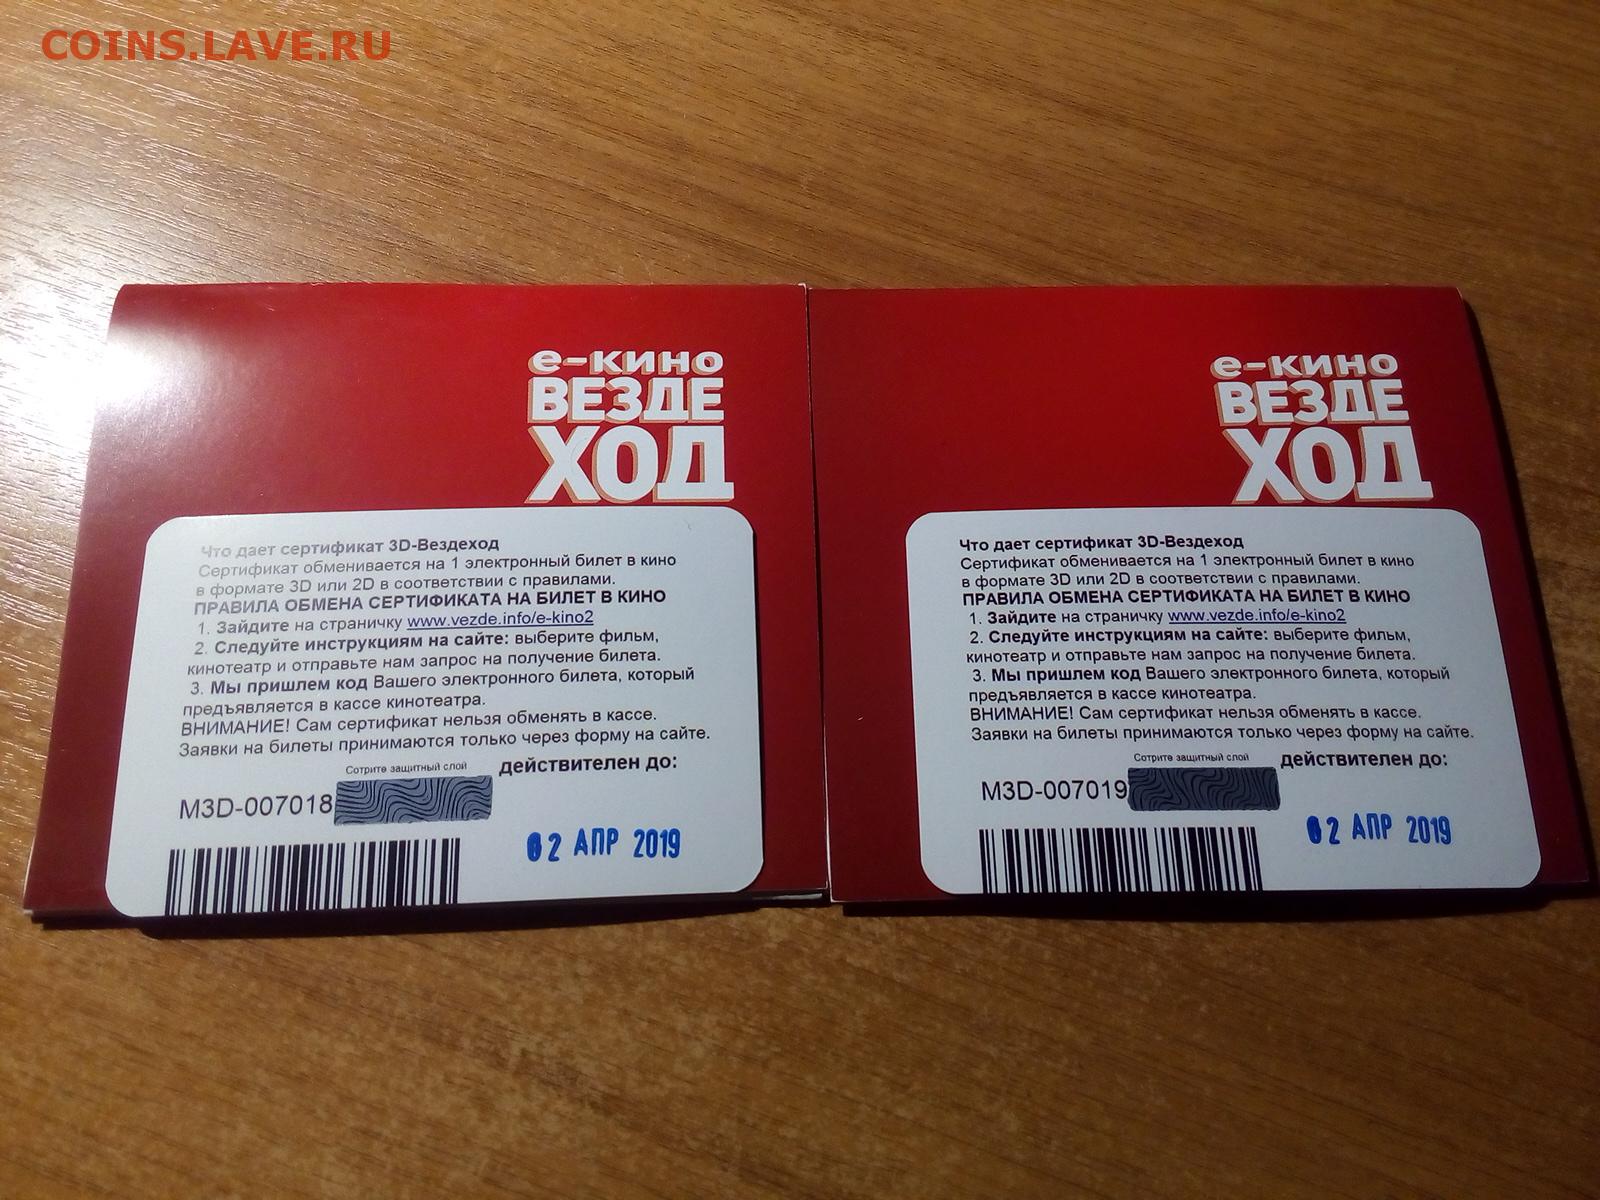 COINS.LAVE.RU
е-кино
ВЕЗДЕ
ХОД
Что дает сертификат 3D-Вездеход
Сертификат обменивается на 1 электронный билет в кино
в формате 3D или 2D в соответствии с правилами.
ПРАВИЛА ОБМЕНА СЕРТИФИКАТА НА БИЛЕТ В КИНО
1. Зайдите на страничку www.vezde.info/e-kino2
2. Следуйте инструкциям на сайте: выберите фильм,
кинотеатр и отправьте нам запрос на получение билета.
3. Мы пришлем код Вашего электронного билета, который
предъявляется в кассе кинотеатра.
ВНИМАНИЕ! Сам сертификат нельзя обменять в кассе.
Заявки на билеты принимаются только через форму на сайте.
Сотрите защитный слой
действителен до:
M3D-007018
02 АПР 2019
е-кино
ВЕЗДЕ
ХОД
Что дает сертификат 3D-Вездеход
Сертификат обменивается на 1 электронный билет в кино
в формате 3D или 2D в соответствии с правилами.
ПРАВИЛА ОБМЕНА СЕРТИФИКАТА НА БИЛЕТ В КИНО
1. Зайдите на страничку www.vezde.info/e-kino2
2. Следуйте инструкциям на сайте: выберите фильм,
кинотеатр и отправьте нам запрос на получение билета.
3. Мы пришлем код Вашего электронного билета, который
предъявляется в кассе кинотеатра.
ВНИМАНИЕ! Сам сертификат нельзя обменять в кассе.
Заявки на билеты принимаются только через форму на сайте.
Сотрите защитный слой
действителен до:
M3D-007019
02 АПР 2019